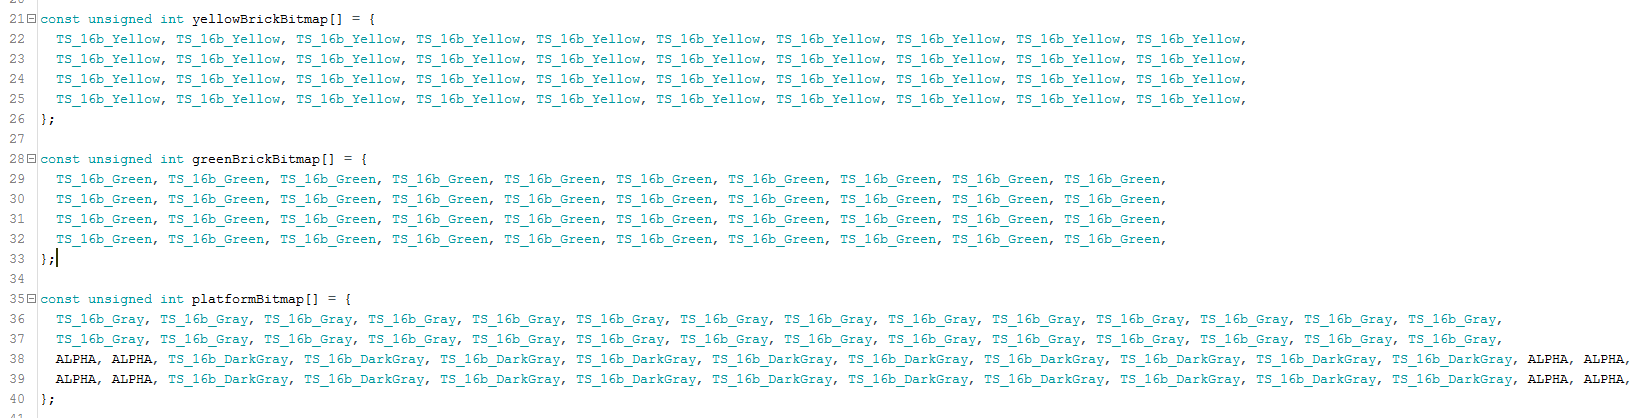 21 const unsigned int yellowBrickBitmap[] = {
22 TS_16b_Yellow, TS_16b_Yellow, TS_16b_Yellow, TS_16b_Yellow, TS_16b_Yellow, TS_16b_Yellow, TS_16b_Yellow, TS_16b_Yellow, TS_16b_Yellow, TS_16b_Yellow,
23 TS_16b_Yellow, TS_16b_Yellow, TS_16b_Yellow, TS_16b_Yellow, TS_16b_Yellow, TS_16b_Yellow, TS_16b_Yellow, TS_16b_Yellow, TS_16b_Yellow, TS_16b_Yellow,
24 TS_16b_Yellow, TS_16b_Yellow, TS_16b_Yellow, TS_16b_Yellow, TS_16b_Yellow, TS_16b_Yellow, TS_16b_Yellow, TS_16b_Yellow, TS_16b_Yellow, TS_16b_Yellow,
25 TS_16b_Yellow, TS_16b_Yellow, TS_16b_Yellow, TS_16b_Yellow, TS_16b_Yellow, TS_16b_Yellow, TS_16b_Yellow, TS_16b_Yellow, TS_16b_Yellow, TS_16b_Yellow,
26 };
27
28 const unsigned int greenBrickBitmap[] = {
29 TS_16b_Green, TS_16b_Green, TS_16b_Green, TS_16b_Green, TS_16b_Green, TS_16b_Green, TS_16b_Green, TS_16b_Green, TS_16b_Green, TS_16b_Green,
30 TS_16b_Green, TS_16b_Green, TS_16b_Green, TS_16b_Green, TS_16b_Green, TS_16b_Green, TS_16b_Green, TS_16b_Green, TS_16b_Green, TS_16b_Green,
31 TS_16b_Green, TS_16b_Green, TS_16b_Green, TS_16b_Green, TS_16b_Green, TS_16b_Green, TS_16b_Green, TS_16b_Green, TS_16b_Green, TS_16b_Green,
32 TS_16b_Green, TS_16b_Green, TS_16b_Green, TS_16b_Green, TS_16b_Green, TS_16b_Green, TS_16b_Green, TS_16b_Green, TS_16b_Green, TS_16b_Green,
33 };
34
35 const unsigned int platformBitmap[] = {
36 TS_16b_Gray, TS_16b_Gray, TS_16b_Gray, TS_16b_Gray, TS_16b_Gray, TS_16b_Gray, TS_16b_Gray, TS_16b_Gray, TS_16b_Gray, TS_16b_Gray, TS_16b_Gray, TS_16b_Gray, TS_16b_Gray, TS_16b_Gray,
37 TS_16b_Gray, TS_16b_Gray, TS_16b_Gray, TS_16b_Gray, TS_16b_Gray, TS_16b_Gray, TS_16b_Gray, TS_16b_Gray, TS_16b_Gray, TS_16b_Gray, TS_16b_Gray, TS_16b_Gray, TS_16b_Gray, TS_16b_Gray,
38 ALPHA, ALPHA, TS_16b_DarkGray, TS_16b_DarkGray, TS_16b_DarkGray, TS_16b_DarkGray, TS_16b_DarkGray, TS_16b_DarkGray, TS_16b_DarkGray, TS_16b_DarkGray, TS_16b_DarkGray, TS_16b_DarkGray, ALPHA, ALPHA,
39 ALPHA, ALPHA, TS_16b_DarkGray, TS_16b_DarkGray, TS_16b_DarkGray, TS_16b_DarkGray, TS_16b_DarkGray, TS_16b_DarkGray, TS_16b_DarkGray, TS_16b_DarkGray, TS_16b_DarkGray, TS_16b_DarkGray, ALPHA, ALPHA,
40 };